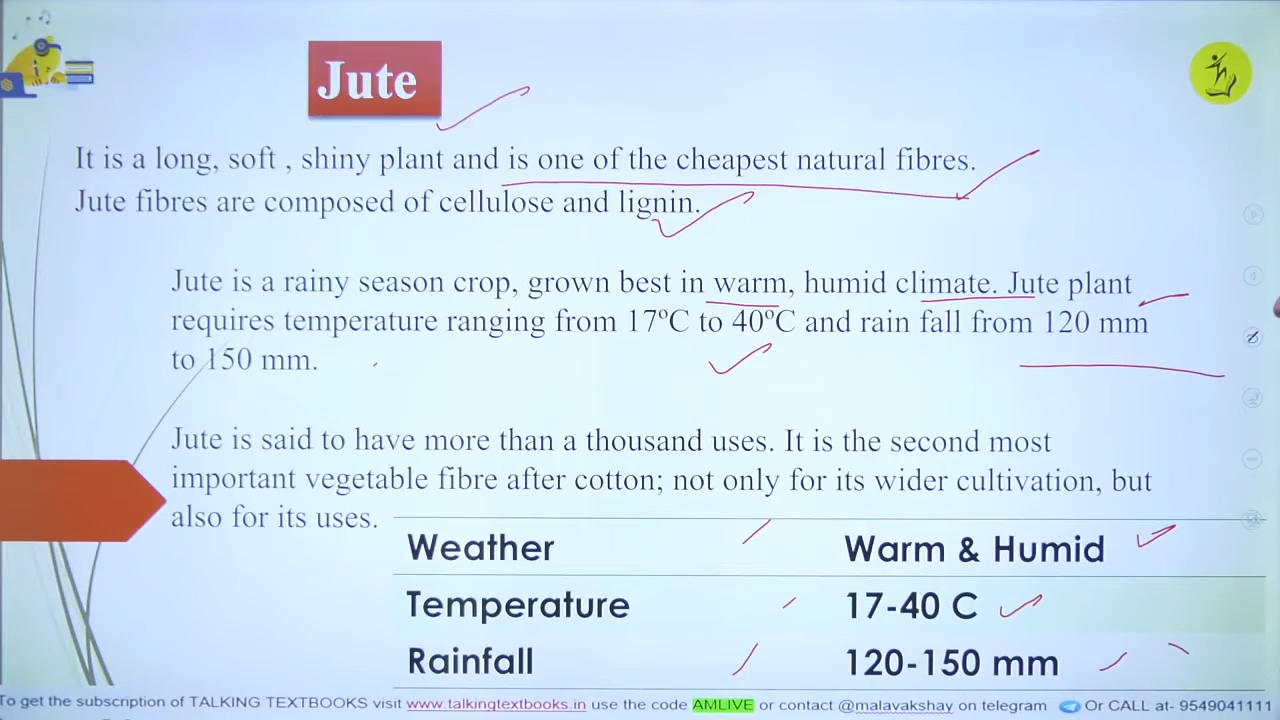 Jute
It is a long, soft , shiny plant and is one of the cheapest natural fibres.
Jute fibres are composed of cellulose and lignin.
Jute is a rainy season crop, grown best in warm, humid climate. Jute plant
requires temperature ranging from 17ºC to 40ºC and rain fall from 120 mm
to 150 mm.
Jute is said to have more than a thousand uses. It is the second most
important vegetable fibre after cotton; not only for its wider cultivation, but
also for its uses.
Weather Warm & Humid
Temperature 17-40 C
Rainfall 120-150 mm
To get the subscription of TALKING TEXTBOOKS visit www.talkingtextbooks.in use the code AMLIVE or contact @malavakshay on telegram Or CALL at- 9549041111